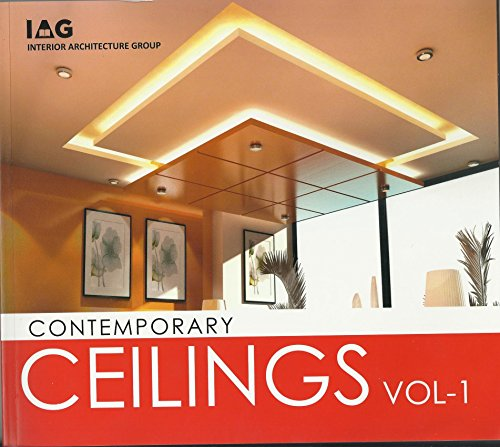 IAG
INTERIOR ARCHITECTURE GROUP
CONTEMPORARY
CEILINGS VOL-1